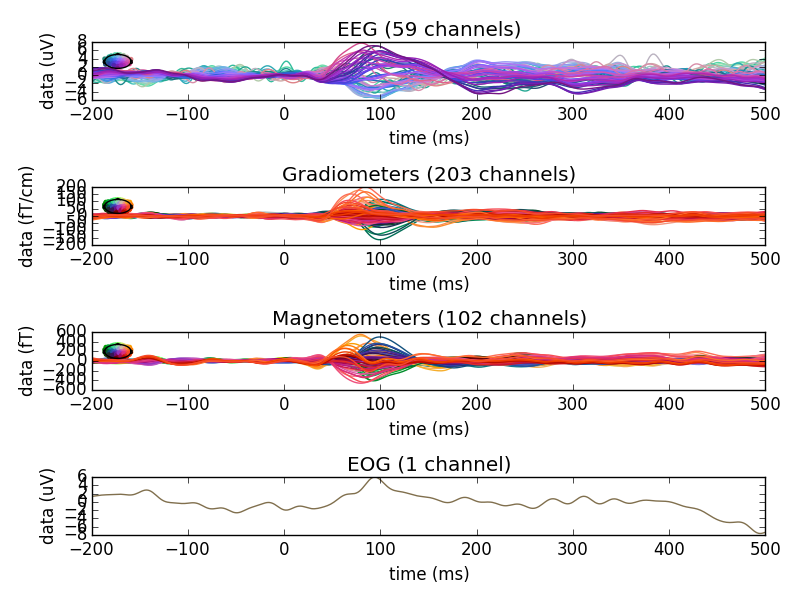 EEG (59 channels)
data (uV)
8
6
4
2
0
−2
−4
−6
−200 −100 0 100 200 300 400 500
time (ms)
Gradiometers (203 channels)
data (fT/cm)
200
150
100
50
0
−50
−100
−150
−200
−200 −100 0 100 200 300 400 500
time (ms)
Magnetometers (102 channels)
data (fT)
600
400
200
0
−200
−400
−600
−200 −100 0 100 200 300 400 500
time (ms)
EOG (1 channel)
data (uV)
6
4
2
0
−2
−4
−6
−8
−200 −100 0 100 200 300 400 500
time (ms)